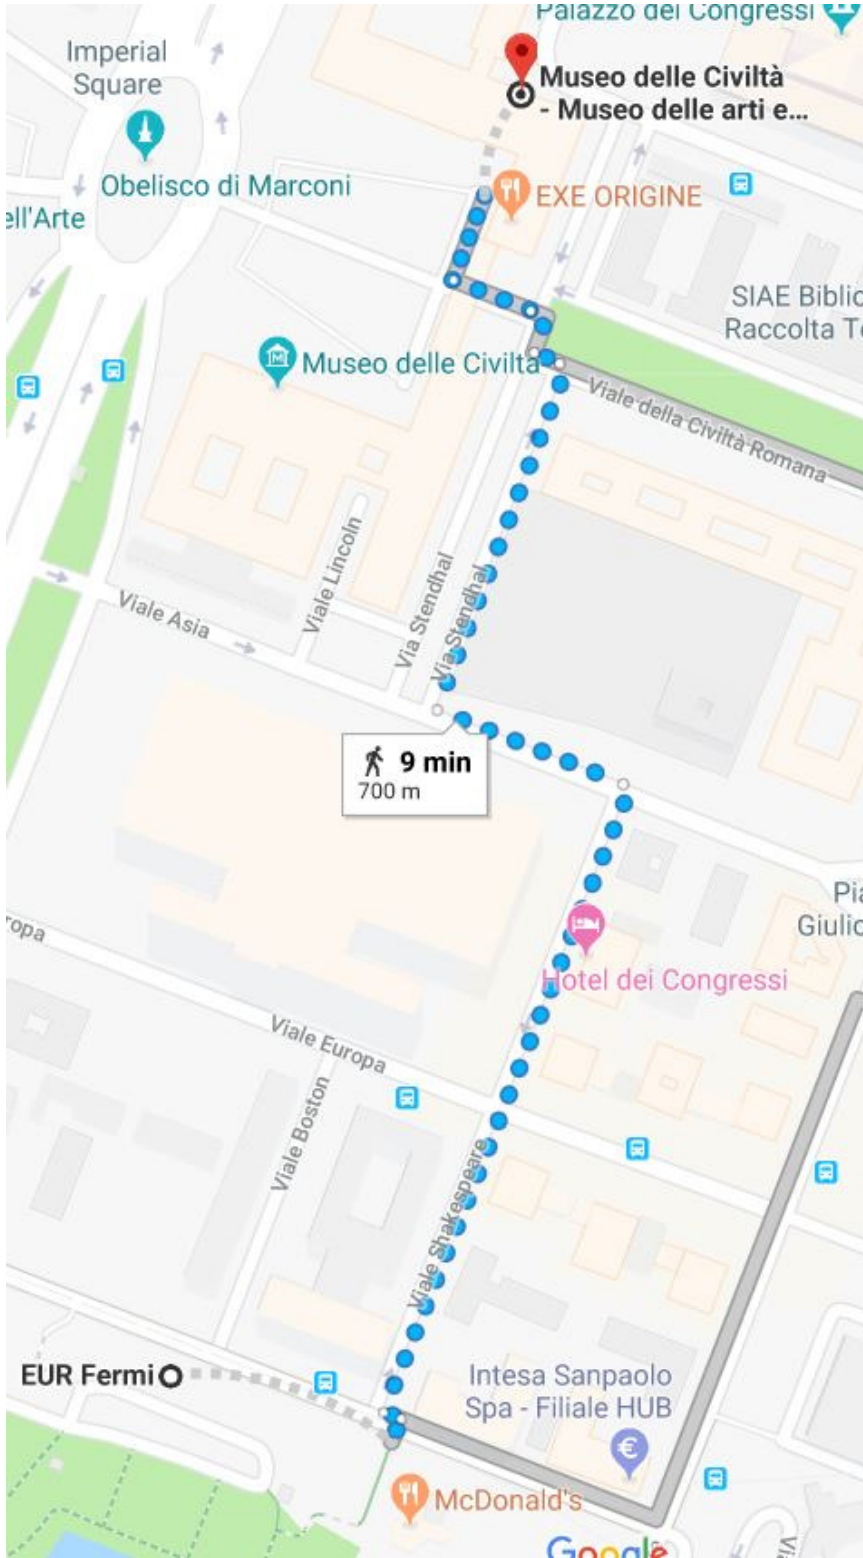 Palazzo dei Congressi
Imperial
Square
Museo delle Civiltà
- Museo delle arti e...
Obelisco di Marconi
EXE ORIGINE
ell'Arte
SIAE Biblic
Raccolta Te
Museo delle Civiltà
Viale della Civiltà Romana
Viale Lincoln
Via Stendhal
Via Stendhal
Viale Asia
9 min
700 m
Pia
Giulio
ropa
Hotel dei Congressi
Viale Europa
Viale Boston
Viale Shakespeare
EUR Fermi
Intesa Sanpaolo
Spa - Filiale HUB
McDonald's
Google
Vi